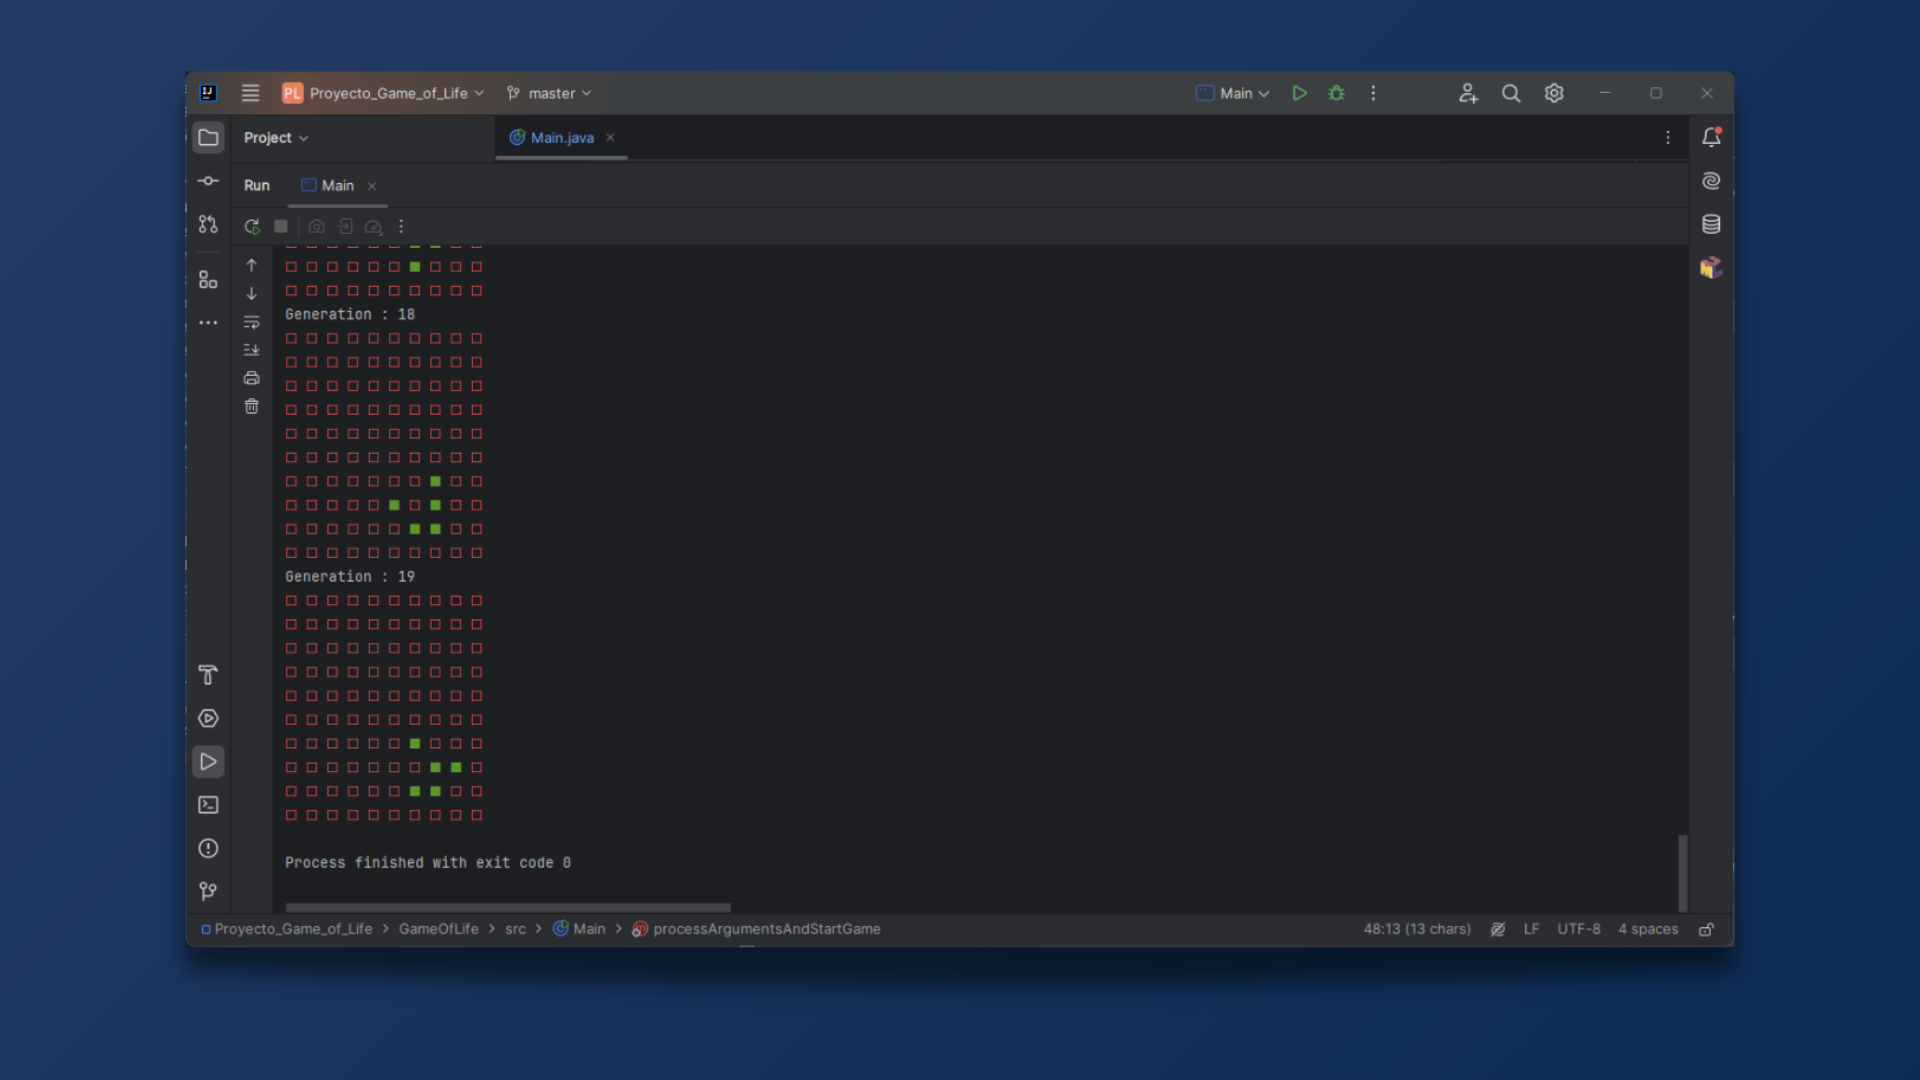 PL Proyecto_Game_of_Life master Main
Project Main.java
Run Main
□ □ □ □ □ □ ■ □ □ □
□ □ □ □ □ □ □ □ □ □
Generation : 18
□ □ □ □ □ □ □ □ □ □
□ □ □ □ □ □ □ □ □ □
□ □ □ □ □ □ □ □ □ □
□ □ □ □ □ □ □ □ □ □
□ □ □ □ □ □ □ □ □ □
□ □ □ □ □ □ □ □ □ □
□ □ □ □ □ □ □ ■ □ □
□ □ □ □ □ ■ □ ■ □ □
□ □ □ □ □ □ ■ ■ □ □
□ □ □ □ □ □ □ □ □ □
Generation : 19
□ □ □ □ □ □ □ □ □ □
□ □ □ □ □ □ □ □ □ □
□ □ □ □ □ □ □ □ □ □
□ □ □ □ □ □ □ □ □ □
□ □ □ □ □ □ □ □ □ □
□ □ □ □ □ □ □ □ □ □
□ □ □ □ □ □ ■ □ □ □
□ □ □ □ □ □ □ ■ ■ □
□ □ □ □ □ □ ■ ■ □ □
□ □ □ □ □ □ □ □ □ □
Process finished with exit code 0
Proyecto_Game_of_Life > GameOfLife > src > Main > processArgumentsAndStartGame 48:13 (13 chars) LF UTF-8 4 spaces